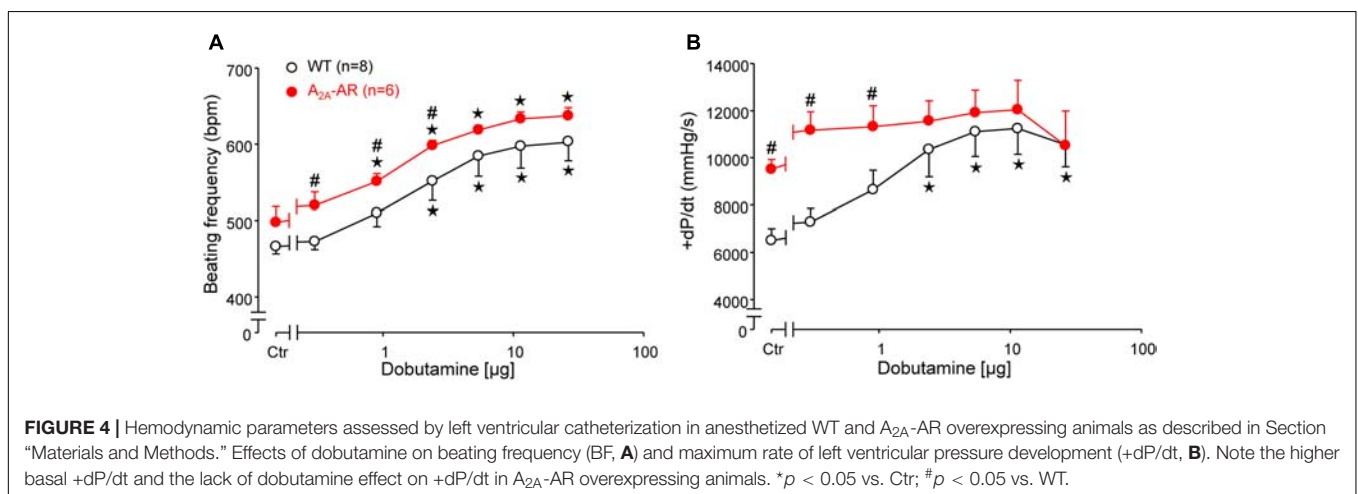 A
WT (n=8)
A2A-AR (n=6)
Beating frequency (bpm)
700
600
500
400
0
# # # ★ ★ ★ ★ ★
★ ★ ★ ★
Ctr 1 10 100
Dobutamine [µg]
B
+dP/dt (mmHg/s)
14000
12000
10000
8000
6000
4000
0
# # #
★ ★ ★ ★
Ctr 1 10 100
Dobutamine [µg]
FIGURE 4 | Hemodynamic parameters assessed by left ventricular catheterization in anesthetized WT and A2A-AR overexpressing animals as described in Section
“Materials and Methods.” Effects of dobutamine on beating frequency (BF, A) and maximum rate of left ventricular pressure development (+dP/dt, B). Note the higher
basal +dP/dt and the lack of dobutamine effect on +dP/dt in A2A-AR overexpressing animals. ★p < 0.05 vs. Ctr; #p < 0.05 vs. WT.